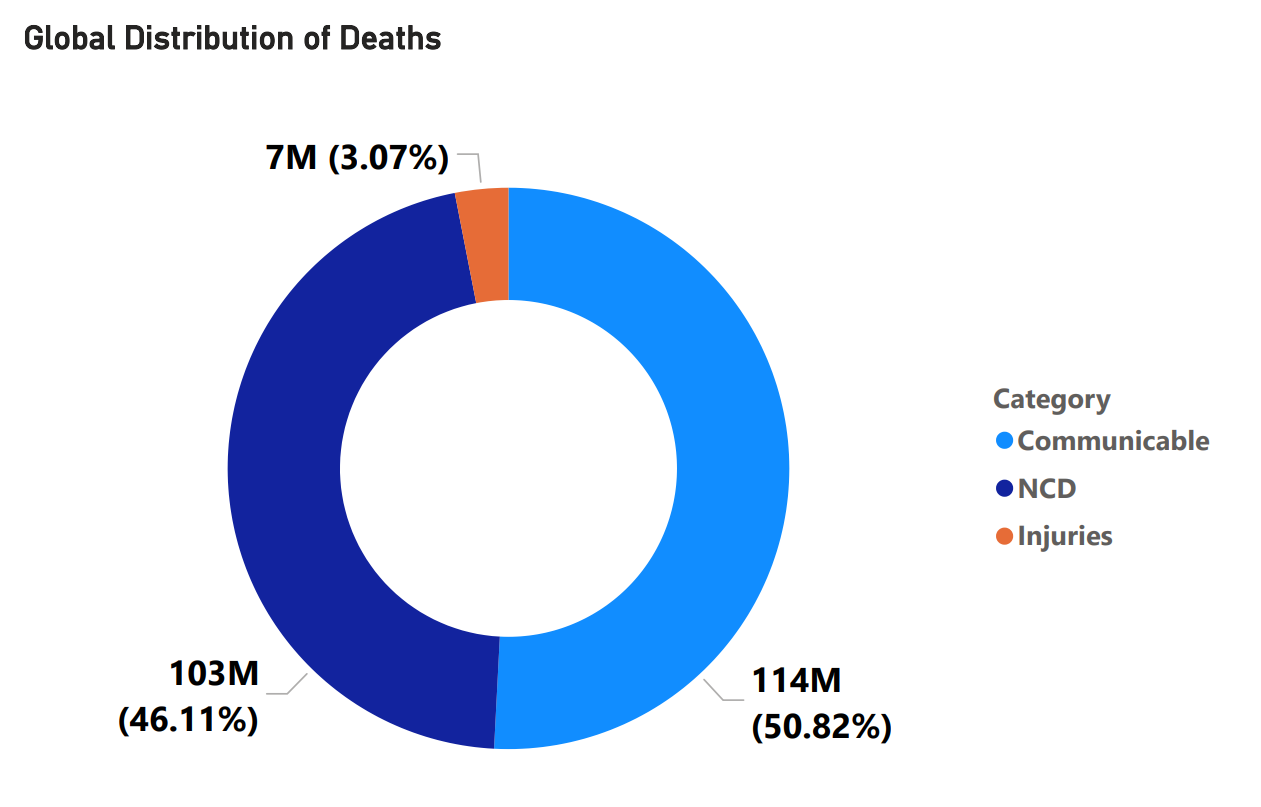 Global Distribution of Deaths
7M (3.07%)
103M
(46.11%)
114M
(50.82%)
Category
Communicable
NCD
Injuries